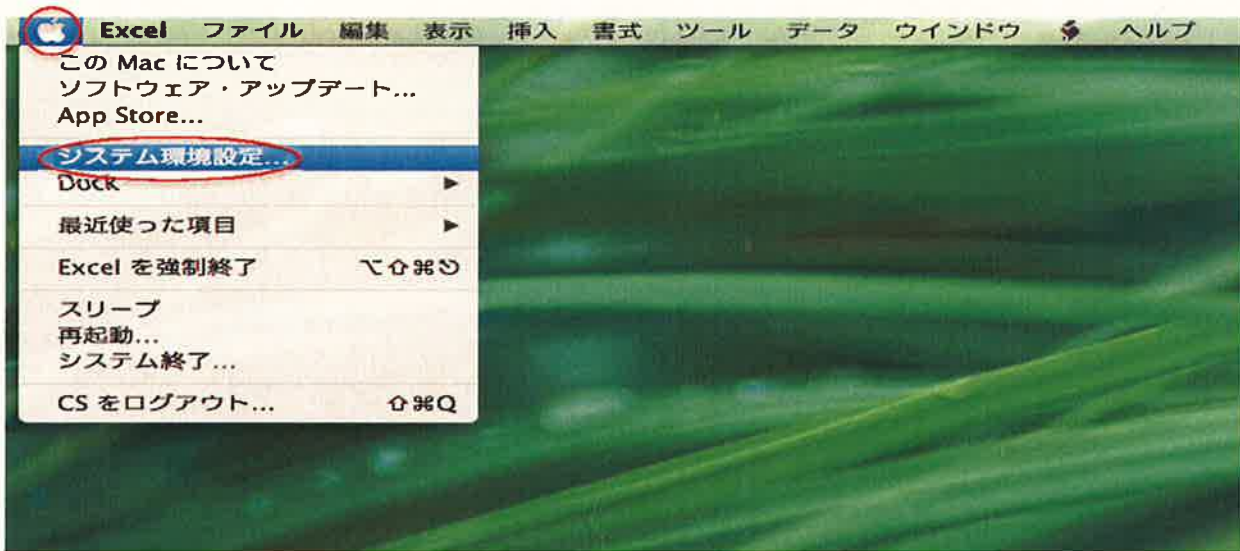 Excel ファイル 編集 表示 挿入 書式 ツール データ ウインドウ ヘルプ
この Mac について
ソフトウェア・アップデート...
App Store...
システム環境設定...
Duck ▶
最近使った項目 ▶
Excel を強制終了 ⌥⇧⌘⎋
スリープ
再起動...
システム終了...
CS をログアウト... ⇧⌘Q